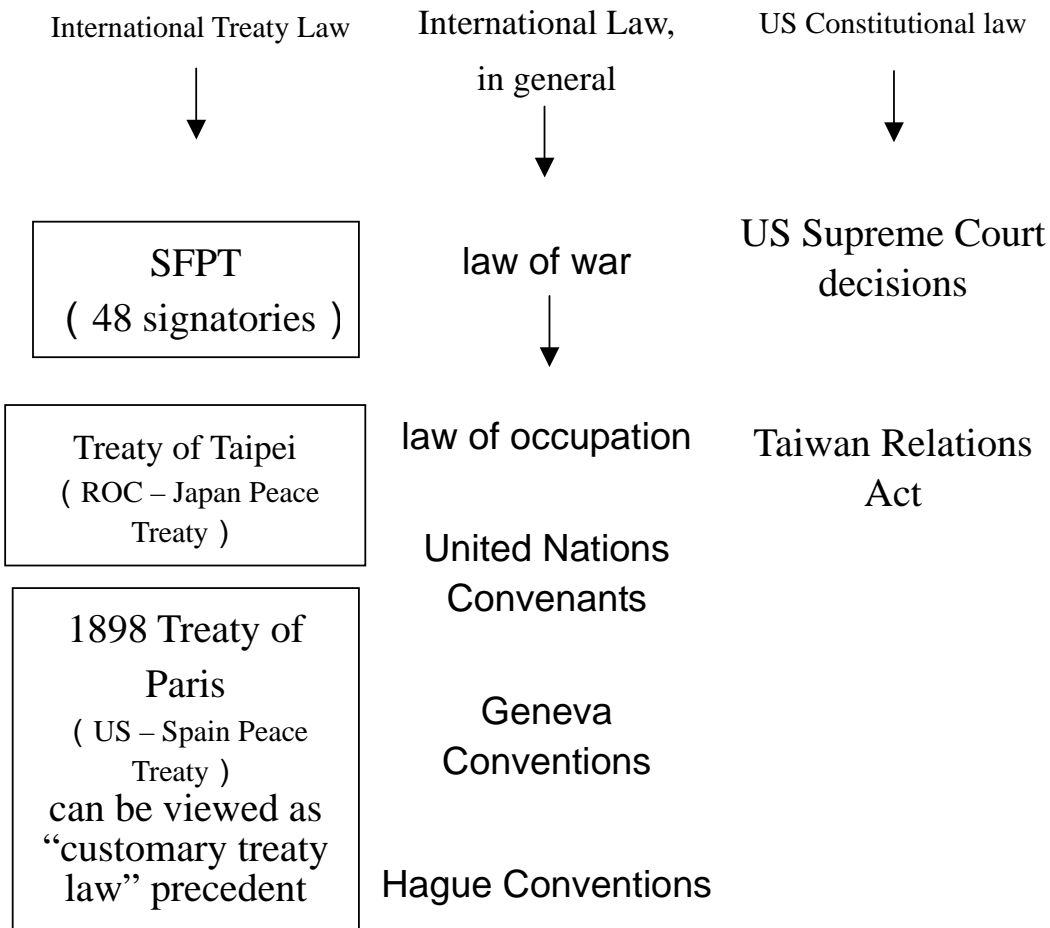 International Treaty Law
SFPT
( 48 signatories )
Treaty of Taipei
( ROC – Japan Peace
Treaty )
1898 Treaty of
Paris
( US – Spain Peace
Treaty )
can be viewed as
“customary treaty
law” precedent
International Law,
in general
law of war
law of occupation
United Nations
Convenants
Geneva
Conventions
Hague Conventions
US Constitutional law
US Supreme Court
decisions
Taiwan Relations
Act